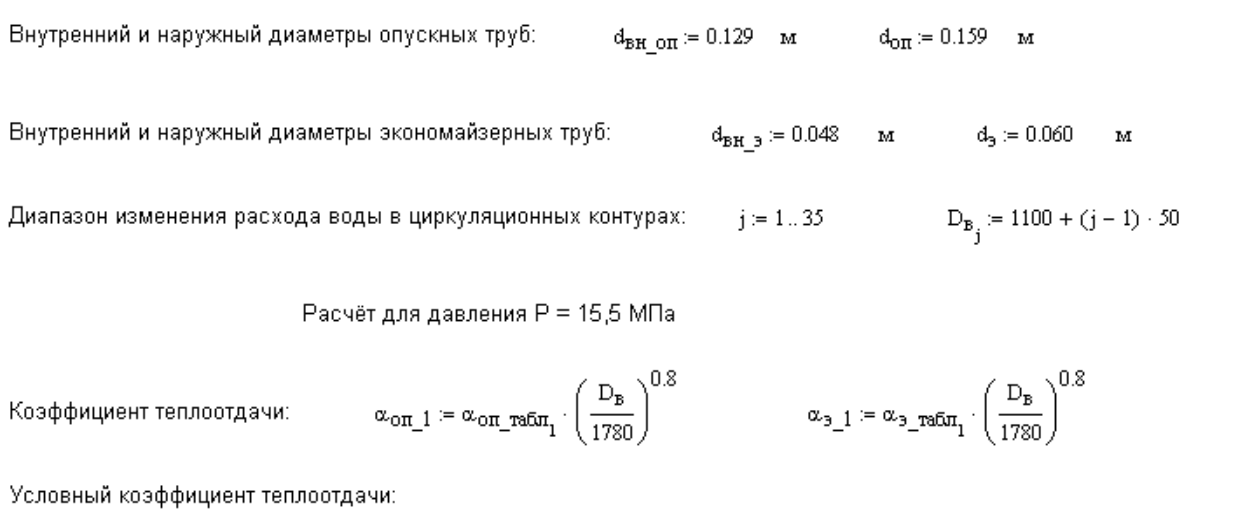 Внутренний и наружный диаметры опускных труб: d_вн_оп := 0.129 м d_оп := 0.159 м
Внутренний и наружный диаметры экономайзерных труб: d_вн_э := 0.048 м d_э := 0.060 м
Диапазон изменения расхода воды в циркуляционных контурах: j := 1 .. 35 D_в_j := 1100 + (j − 1) · 50
Расчёт для давления P = 15,5 МПа
Коэффициент теплоотдачи: α_оп_1 := α_оп_табл_1 · (D_в / 1780)^0.8 α_э_1 := α_э_табл_1 · (D_в / 1780)^0.8
Условный коэффициент теплоотдачи: